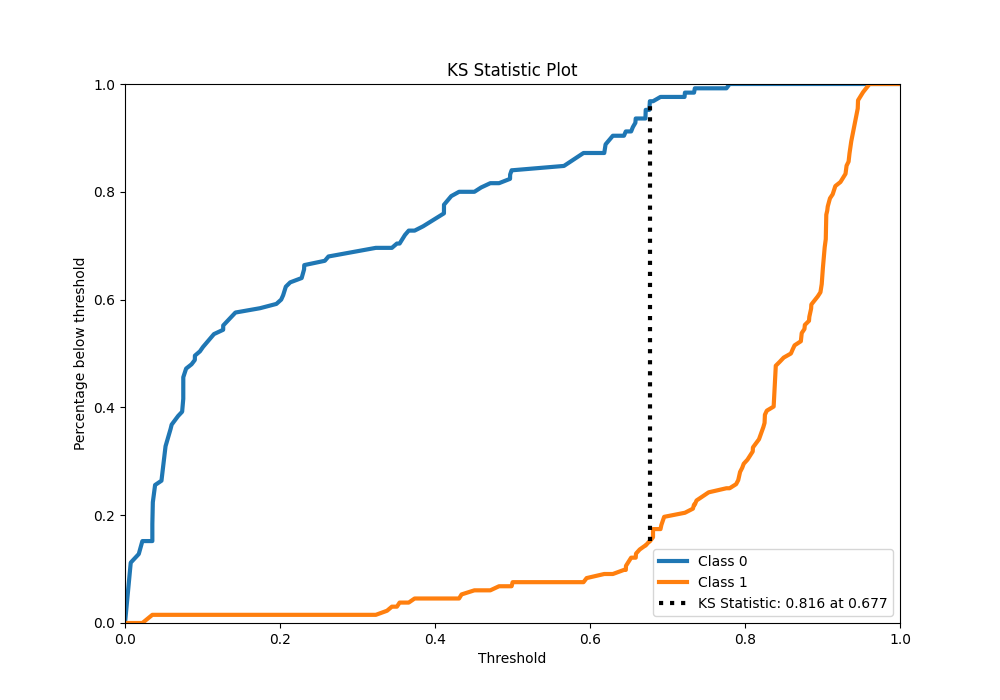 KS Statistic Plot
Percentage below threshold
1.0
0.8
0.6
0.4
0.2
0.0
0.0 0.2 0.4 0.6 0.8 1.0
Threshold
Class 0
Class 1
KS Statistic: 0.816 at 0.677